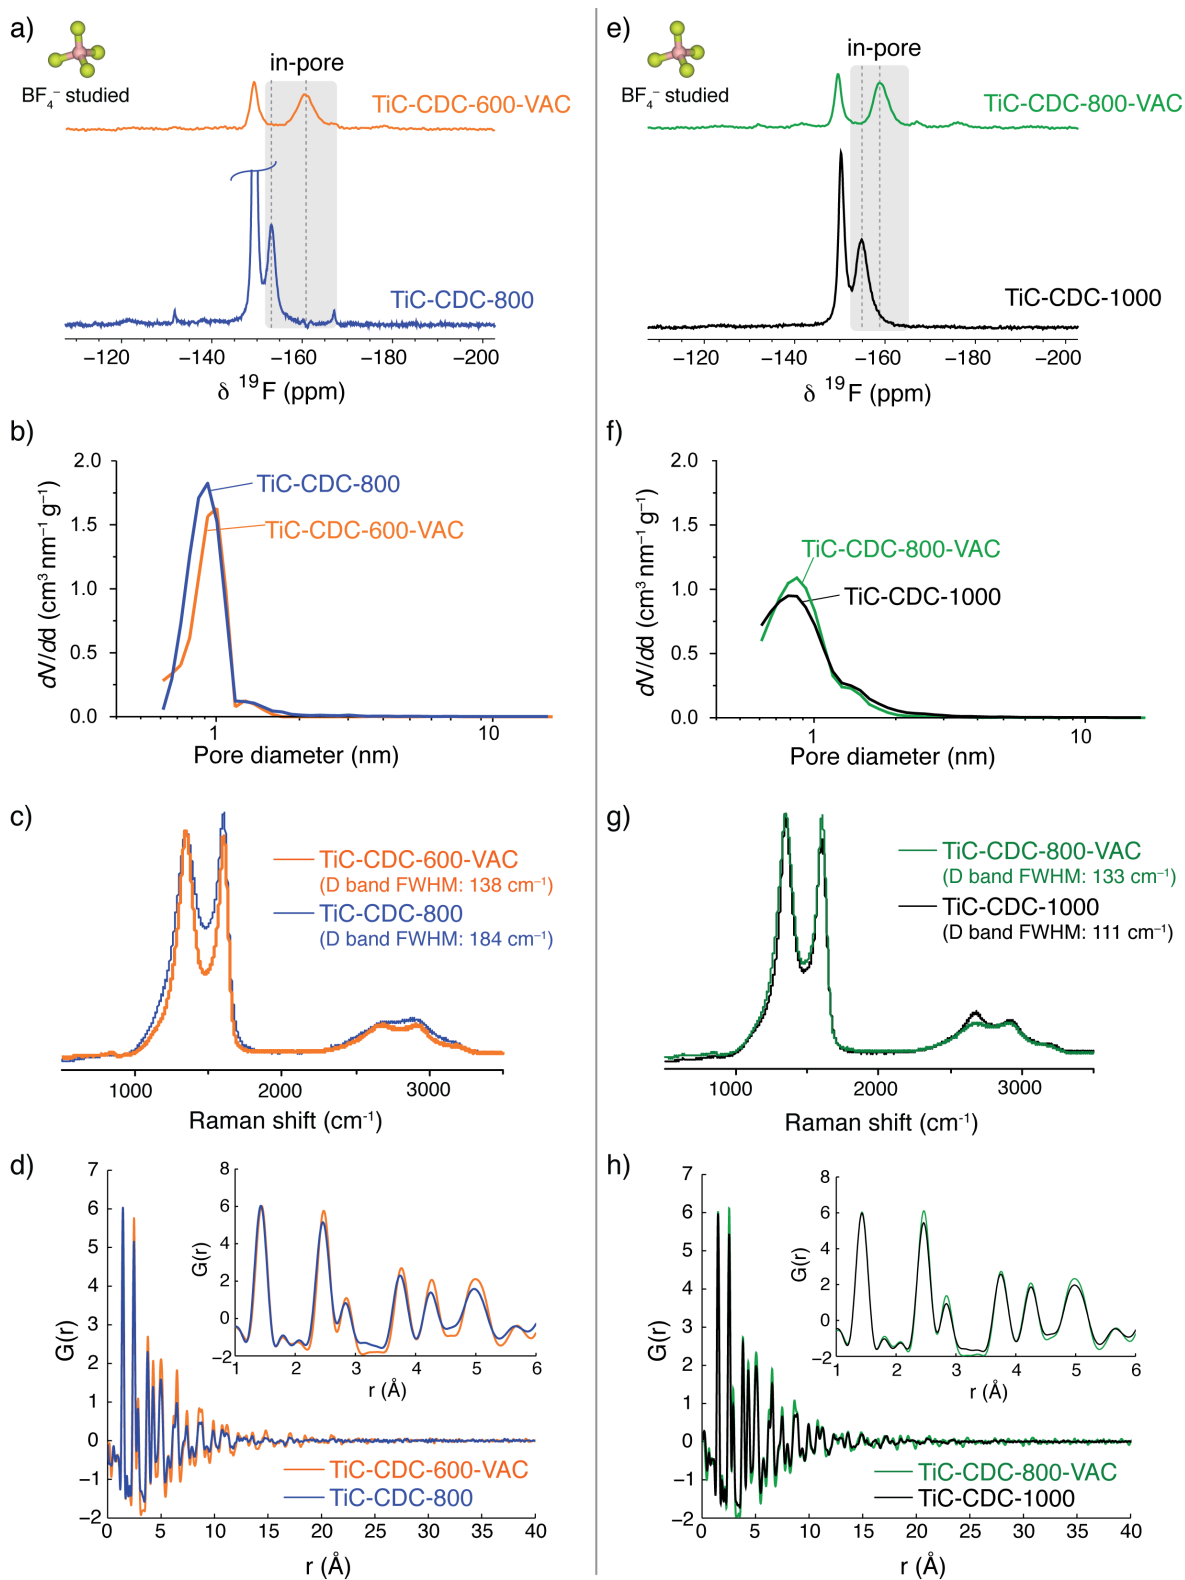 a)
in-pore
BF4− studied
TiC-CDC-600-VAC
TiC-CDC-800
−120 −140 −160 −180 −200
δ 19F (ppm)
e)
in-pore
BF4− studied
TiC-CDC-800-VAC
TiC-CDC-1000
−120 −140 −160 −180 −200
δ 19F (ppm)
b)
2.0
1.5
1.0
0.5
0.0
dV/dd (cm3 nm−1 g−1)
TiC-CDC-800
TiC-CDC-600-VAC
1 10
Pore diameter (nm)
f)
2.0
1.5
1.0
0.5
0.0
dV/dd (cm3 nm−1 g−1)
TiC-CDC-800-VAC
TiC-CDC-1000
1 10
Pore diameter (nm)
c)
TiC-CDC-600-VAC
(D band FWHM: 138 cm−1)
TiC-CDC-800
(D band FWHM: 184 cm−1)
1000 2000 3000
Raman shift (cm-1)
g)
TiC-CDC-800-VAC
(D band FWHM: 133 cm−1)
TiC-CDC-1000
(D band FWHM: 111 cm−1)
1000 2000 3000
Raman shift (cm-1)
d)
7
6
5
4
3
2
1
0
−1
−2
G(r)
8
6
4
2
0
−2
G(r)
1 2 3 4 5 6
r (Å)
TiC-CDC-600-VAC
TiC-CDC-800
0 5 10 15 20 25 30 35 40
r (Å)
h)
7
6
5
4
3
2
1
0
−1
−2
G(r)
8
6
4
2
0
−2
G(r)
1 2 3 4 5 6
r (Å)
TiC-CDC-800-VAC
TiC-CDC-1000
0 5 10 15 20 25 30 35 40
r (Å)